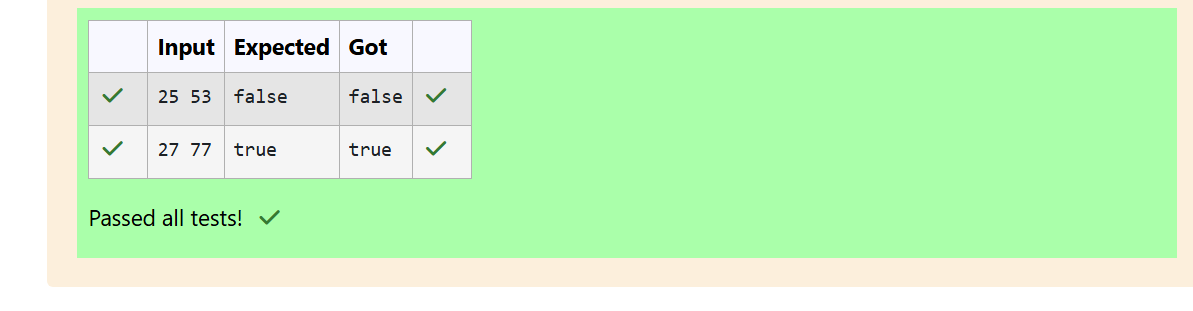 Input Expected Got
25 53 false false
27 77 true true
Passed all tests!